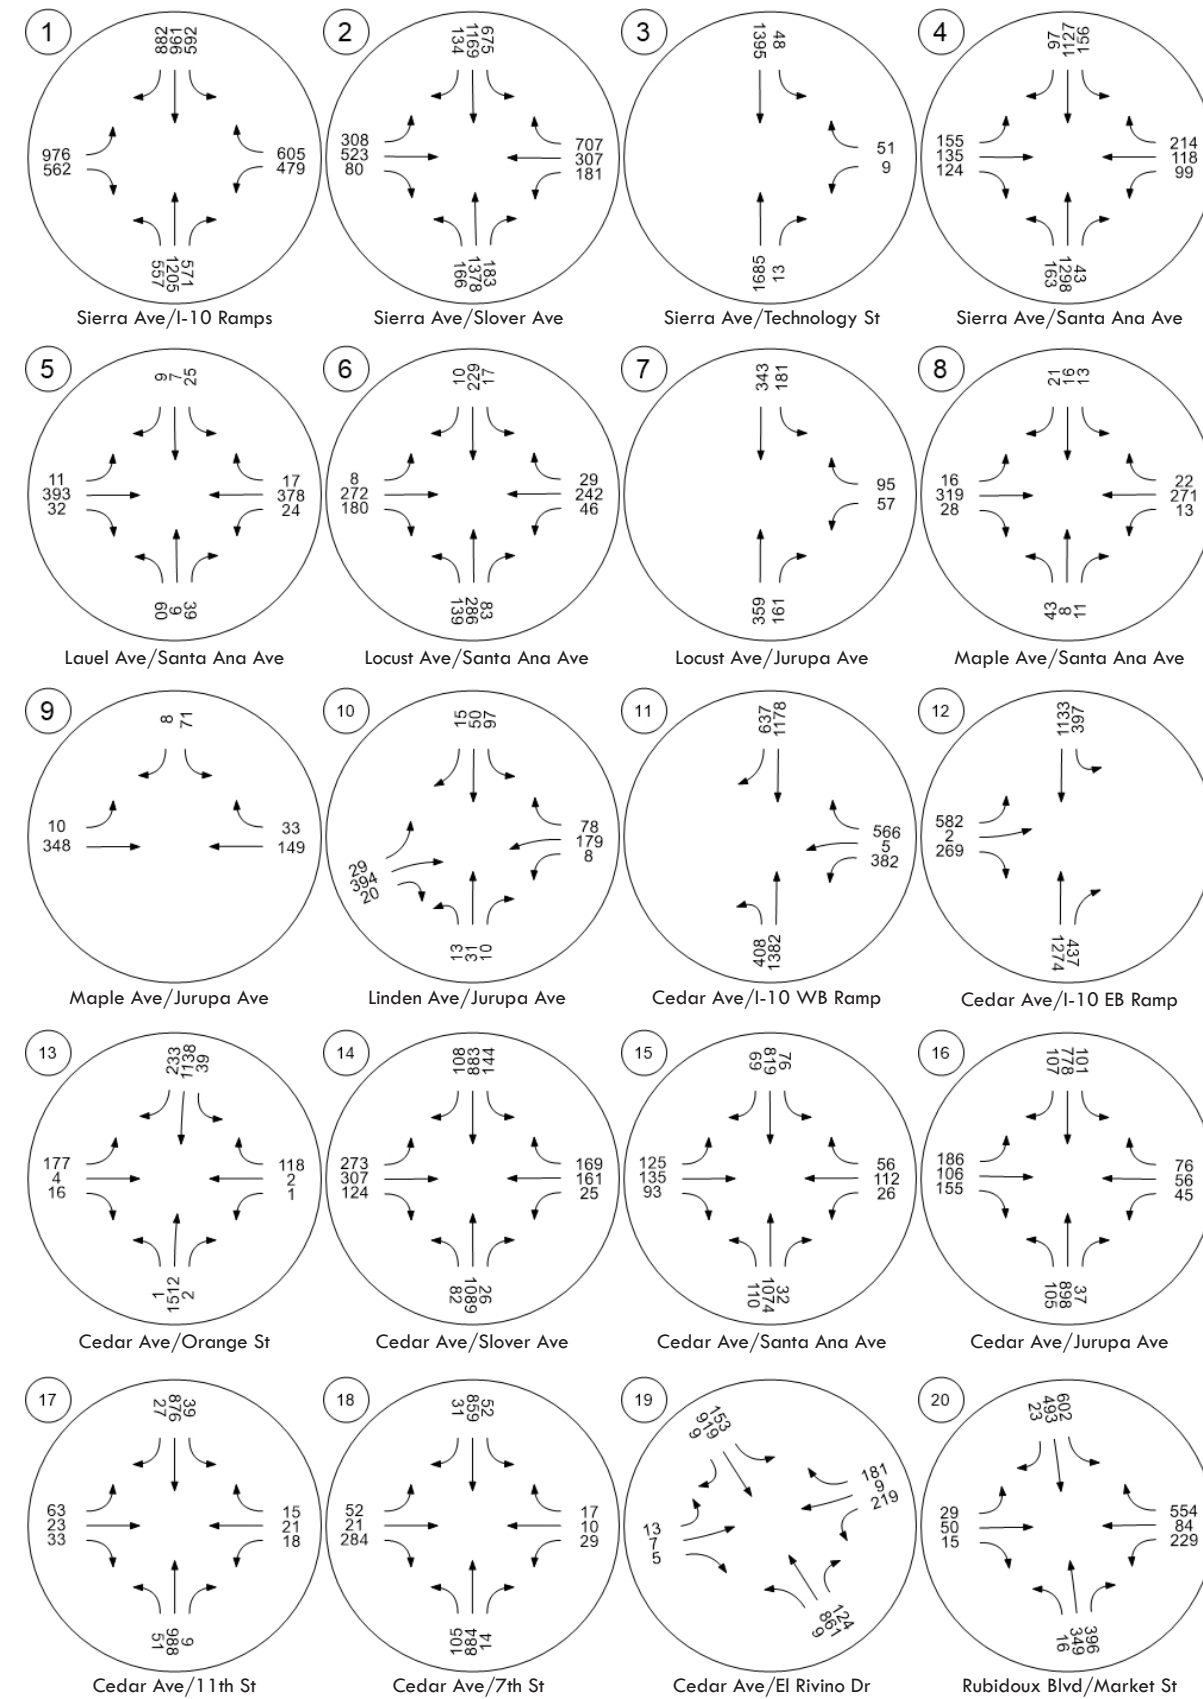 1
882 961 592
976 605
562 479
557 1205 571
Sierra Ave/I-10 Ramps
2
134 1169 675
308 707
523 307
80 181
166 1378 183
Sierra Ave/Slover Ave
3
1395 48
51
9
1685 13
Sierra Ave/Technology St
4
97 1127 156
155 214
135 118
124 99
163 1298 43
Sierra Ave/Santa Ana Ave
5
9 7 25
11 17
393 378
32 24
60 9 39
Lauel Ave/Santa Ana Ave
6
10 229 17
8 29
272 242
180 46
139 286 83
Locust Ave/Santa Ana Ave
7
343 181
95
57
359 161
Locust Ave/Jurupa Ave
8
21 16 13
16 22
319 271
28 13
43 8 11
Maple Ave/Santa Ana Ave
9
8 71
10 33
348 149
Maple Ave/Jurupa Ave
10
15 50 97
29 78
394 179
20 8
13 31 10
Linden Ave/Jurupa Ave
11
637 1178
566
5
382
408 1382
Cedar Ave/I-10 WB Ramp
12
1133 397
582
2
269
1274 437
Cedar Ave/I-10 EB Ramp
13
233 1138 39
177 118
4 2
16 1
1 1512 2
Cedar Ave/Orange St
14
108 883 144
273 169
307 161
124 25
82 1089 26
Cedar Ave/Slover Ave
15
69 819 76
125 56
135 112
93 26
110 1074 32
Cedar Ave/Santa Ana Ave
16
107 778 101
186 76
106 56
155 45
105 898 37
Cedar Ave/Jurupa Ave
17
27 876 39
63 15
23 21
33 18
51 988 9
Cedar Ave/11th St
18
31 859 52
52 17
21 10
284 29
105 884 14
Cedar Ave/7th St
19
9 919 153
13 181
7 9
5 219
9 861 124
Cedar Ave/El Rivino Dr
20
23 493 602
29 554
50 84
15 229
16 349 396
Rubidoux Blvd/Market St